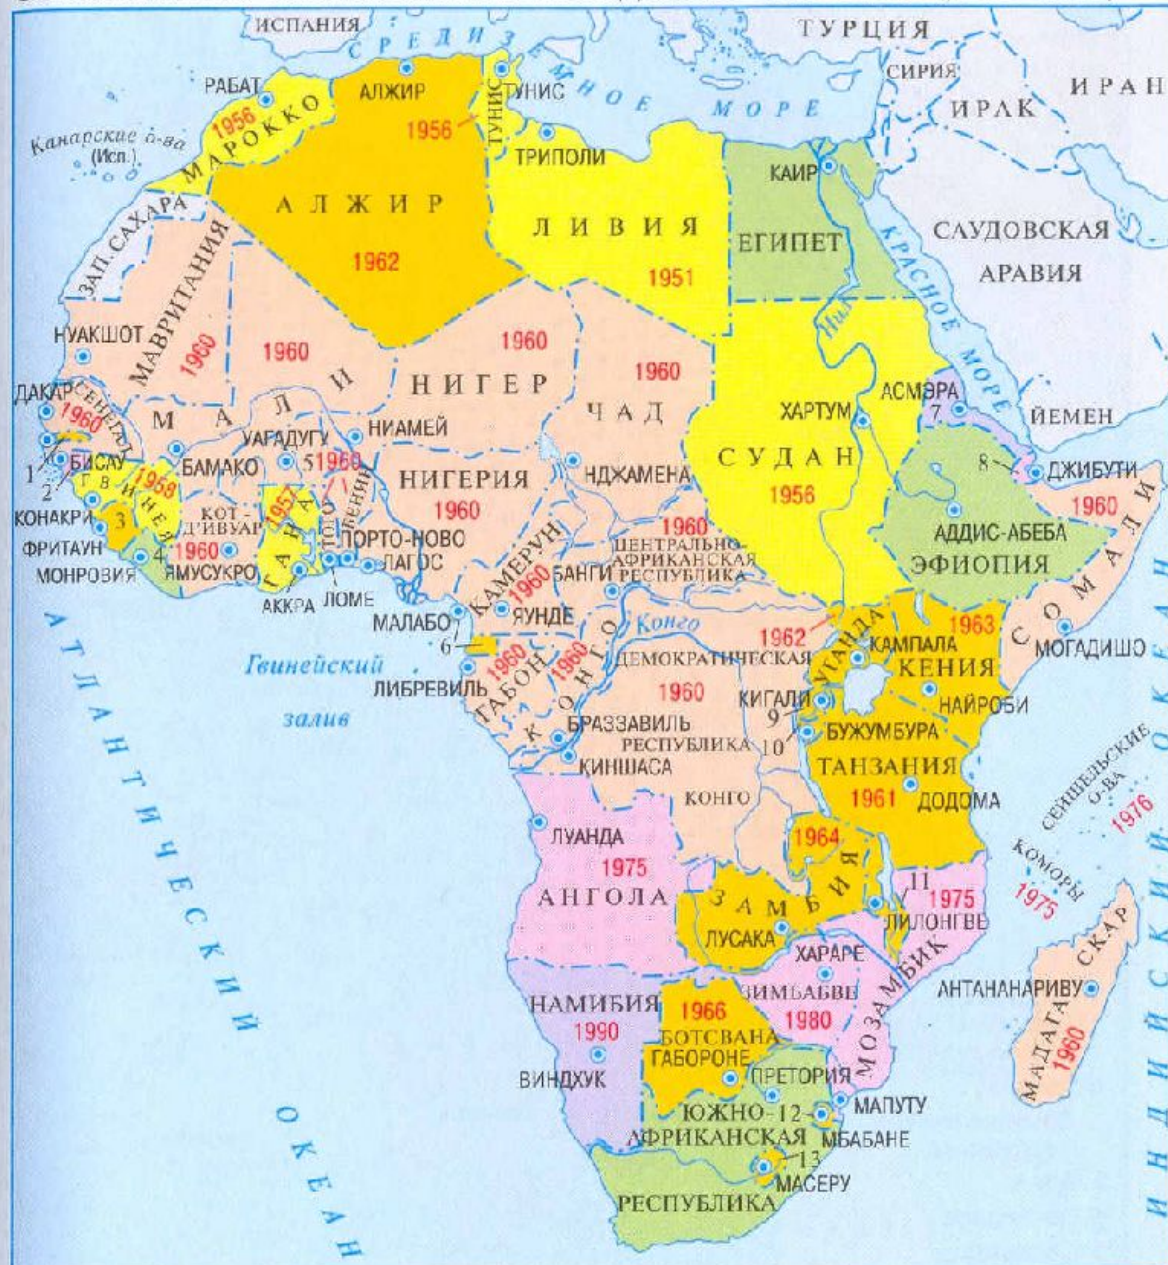 ИСПАНИЯ
СРЕДИЗЕМНОЕ МОРЕ
ТУРЦИЯ
СИРИЯ
ИРАК
ИРАН
РАБАТ
1956
МАРОККО
АЛЖИР
1956
ТУНИС
ТУНИС
Канарские о-ва
(Исп.)
ТРИПОЛИ
КАИР
АЛЖИР
1962
ЛИВИЯ
1951
ЕГИПЕТ
КРАСНОЕ МОРЕ
САУДОВСКАЯ
АРАВИЯ
ЗАП.САХАРА
МАВРИТАНИЯ
1960
НУАКШОТ
1960
МАЛИ
1960
НИГЕР
1960
ЧАД
Нил
АСМЭРА
7
ЙЕМЕН
ДАКАР
СЕНЕГАЛ
1960
УАГАДУГУ
5
1960
НИАМЕЙ
ХАРТУМ
СУДАН
1956
8
ДЖИБУТИ
1
2
БИСАУ
ГВИНЕЯ
1958
БАМАКО
НИГЕРИЯ
1960
НДЖАМЕНА
1960
СОМАЛИ
КОНАКРИ
3
ФРИТАУН
4
МОНРОВИЯ
КОТ-
Д'ИВУАР
1960
ЯМУСУКРО
1957
ГАНА
ТОГО
БЕНИН
ПОРТО-НОВО
ЛАГОС
АККРА
ЛОМЕ
КАМЕРУН
1960
ЯУНДЕ
1960
ЦЕНТРАЛЬНО-
АФРИКАНСКАЯ
РЕСПУБЛИКА
БАНГИ
АДДИС-АБЕБА
ЭФИОПИЯ
МАЛАБО
6
Конго
1962
УГАНДА
КАМПАЛА
1963
КЕНИЯ
НАЙРОБИ
МОГАДИШО
Гвинейский
залив
ЛИБРЕВИЛЬ
1960
ГАБОН
1960
КОНГО
ДЕМОКРАТИЧЕСКАЯ
1960
РЕСПУБЛИКА
КОНГО
КИГАЛИ
9
10
БУЖУМБУРА
БРАЗЗАВИЛЬ
КИНШАСА
ТАНЗАНИЯ
1961
ДОДОМА
СЕЙШЕЛЬСКИЕ
О-ВА
1976
ЛУАНДА
1975
АНГОЛА
1964
ЗАМБИЯ
ЛУСАКА
11
1975
ЛИЛОНГВЕ
КОМОРЫ
1975
ХАРАРЕ
ЗИМБАБВЕ
1980
МОЗАМБИК
АНТАНАНАРИВУ
МАДАГАСКАР
1960
НАМИБИЯ
1990
ВИНДХУК
1966
БОТСВАНА
ГАБОРОНЕ
ПРЕТОРИЯ
МАПУТУ
ЮЖНО-
12
МБАБАНЕ
АФРИКАНСКАЯ
13
МАСЕРУ
РЕСПУБЛИКА
АТЛАНТИЧЕСКИЙ ОКЕАН
ИНДИЙСКИЙ ОКЕАН